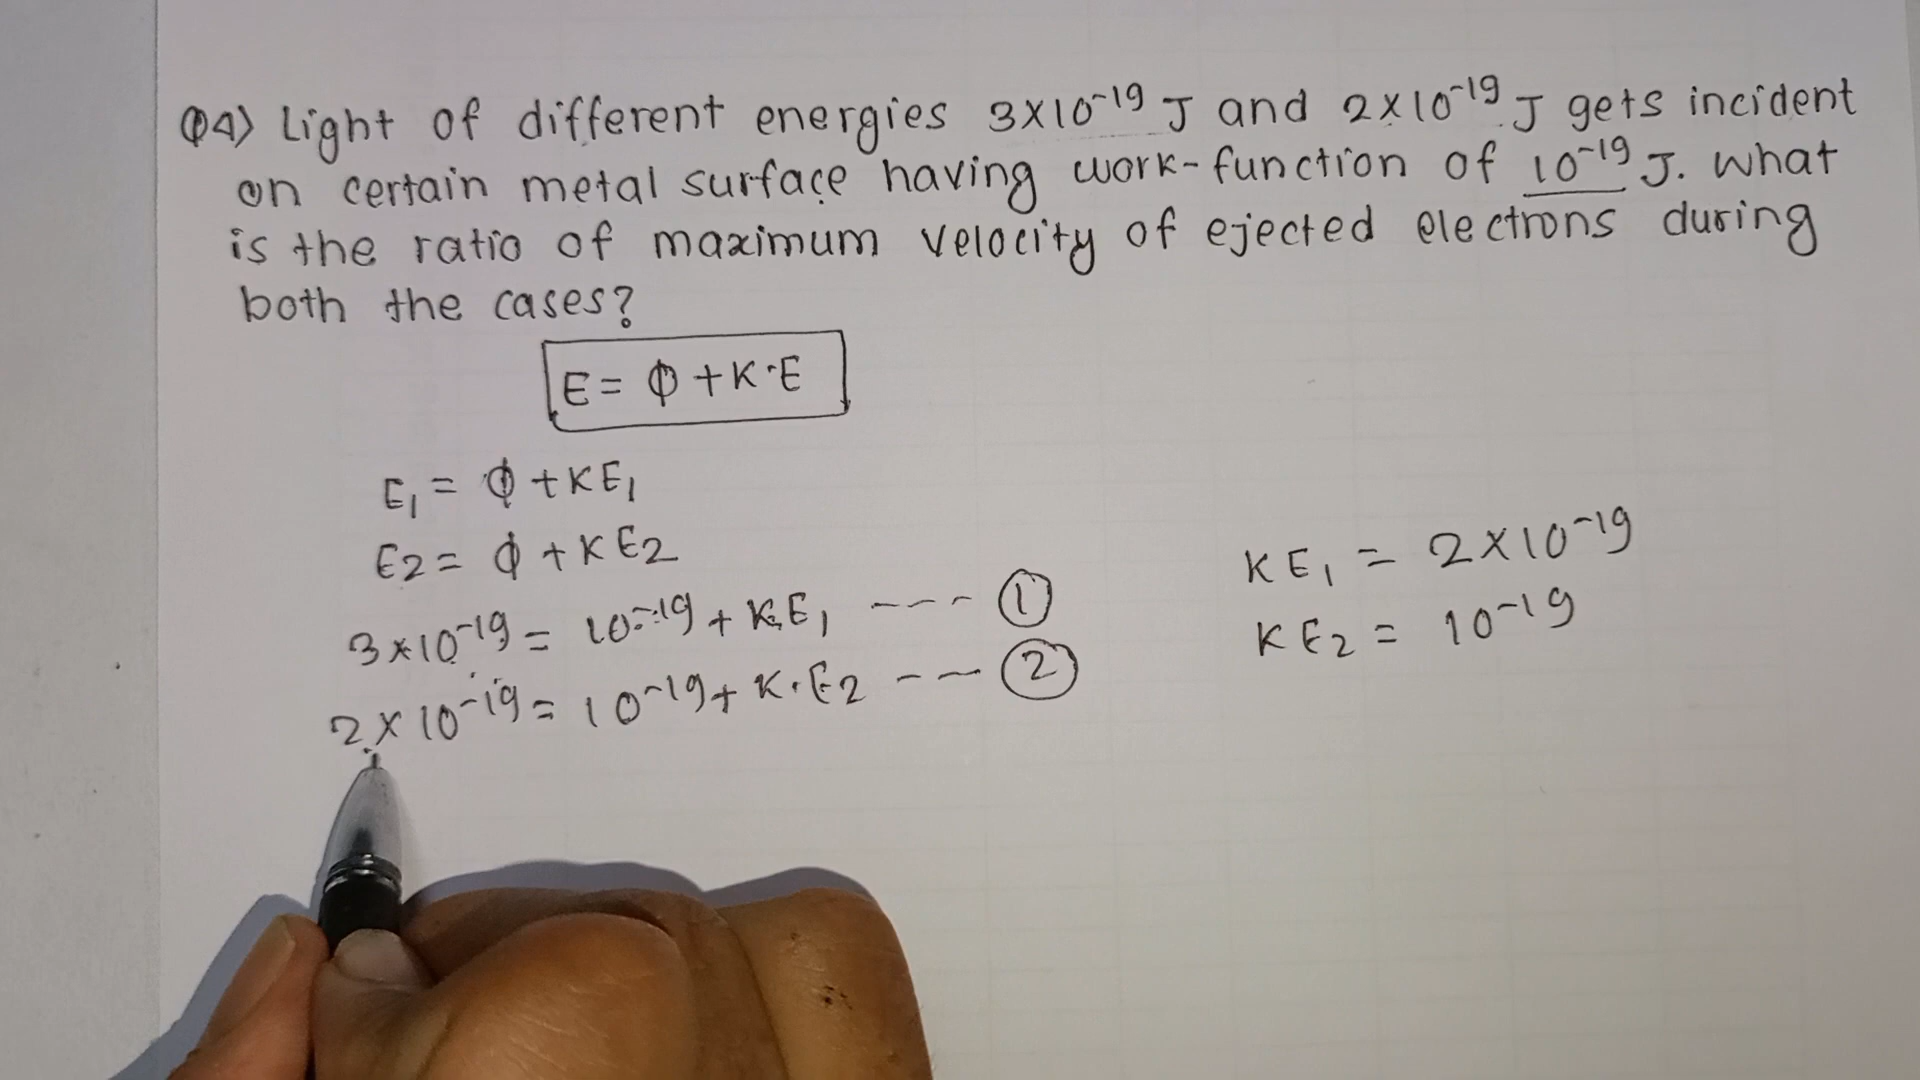 Q4) Light of different energies 3×10⁻¹⁹ J and 2×10⁻¹⁹ J gets incident
on certain metal surface having work-function of 10⁻¹⁹ J. What
is the ratio of maximum velocity of ejected electrons during
both the cases?
E = Φ + K·E
E₁ = Φ + KE₁
E₂ = Φ + KE₂
3×10⁻¹⁹ = 10⁻¹⁹ + KE₁ --- ①
2×10⁻¹⁹ = 10⁻¹⁹ + K·E₂ --- ②
KE₁ = 2×10⁻¹⁹
KE₂ = 10⁻¹⁹